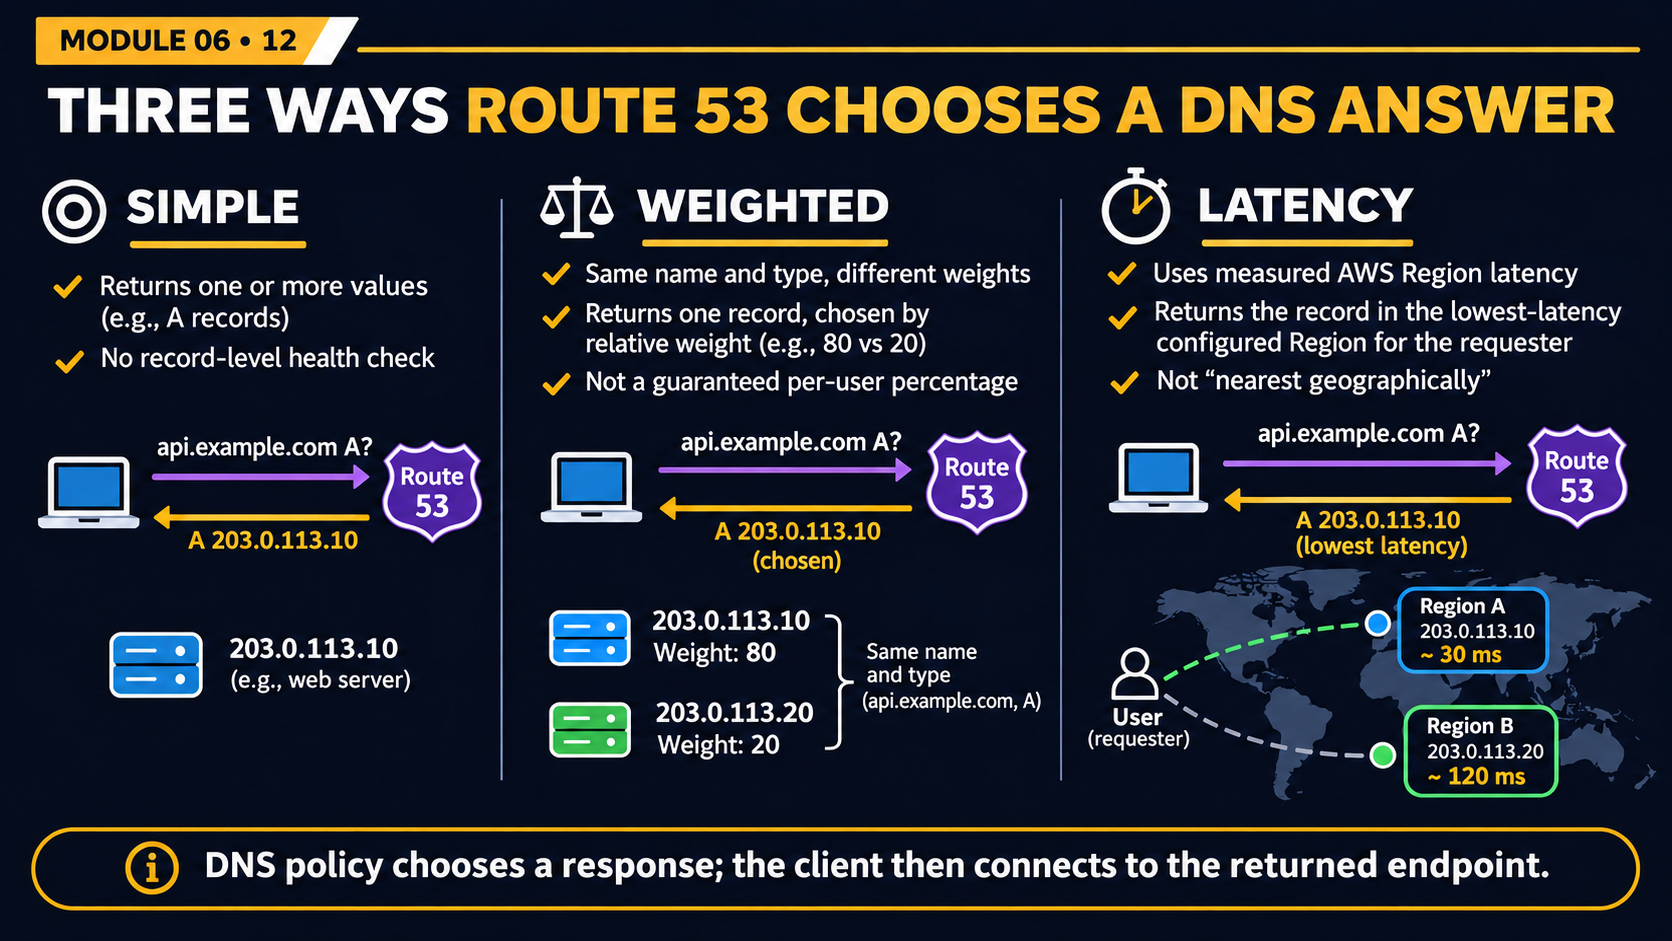 MODULE 06 • 12
THREE WAYS ROUTE 53 CHOOSES A DNS ANSWER
SIMPLE
Returns one or more values
(e.g., A records)
No record-level health check
api.example.com A?
Route
53
A 203.0.113.10
203.0.113.10
(e.g., web server)
WEIGHTED
Same name and type, different weights
Returns one record, chosen by
relative weight (e.g., 80 vs 20)
Not a guaranteed per-user percentage
api.example.com A?
Route
53
A 203.0.113.10
(chosen)
203.0.113.10
Weight: 80
203.0.113.20
Weight: 20
Same name
and type
(api.example.com, A)
LATENCY
Uses measured AWS Region latency
Returns the record in the lowest-latency
configured Region for the requester
Not “nearest geographically”
api.example.com A?
Route
53
A 203.0.113.10
(lowest latency)
User
(requester)
Region A
203.0.113.10
~ 30 ms
Region B
203.0.113.20
~ 120 ms
DNS policy chooses a response; the client then connects to the returned endpoint.